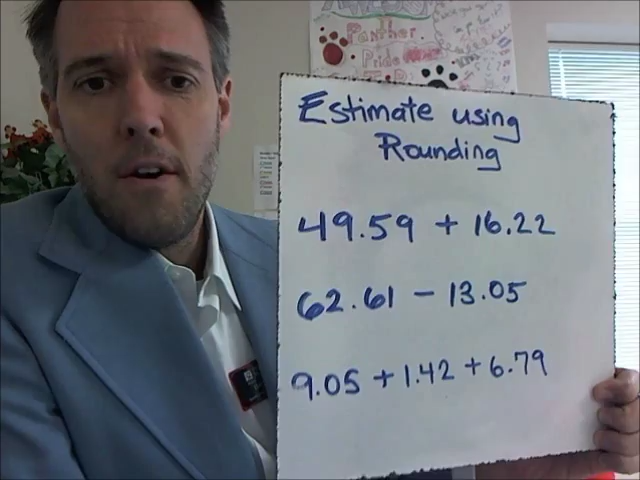 Panther
Pride
Estimate using
Rounding
49.59 + 16.22
62.61 - 13.05
9.05 + 1.42 + 6.79